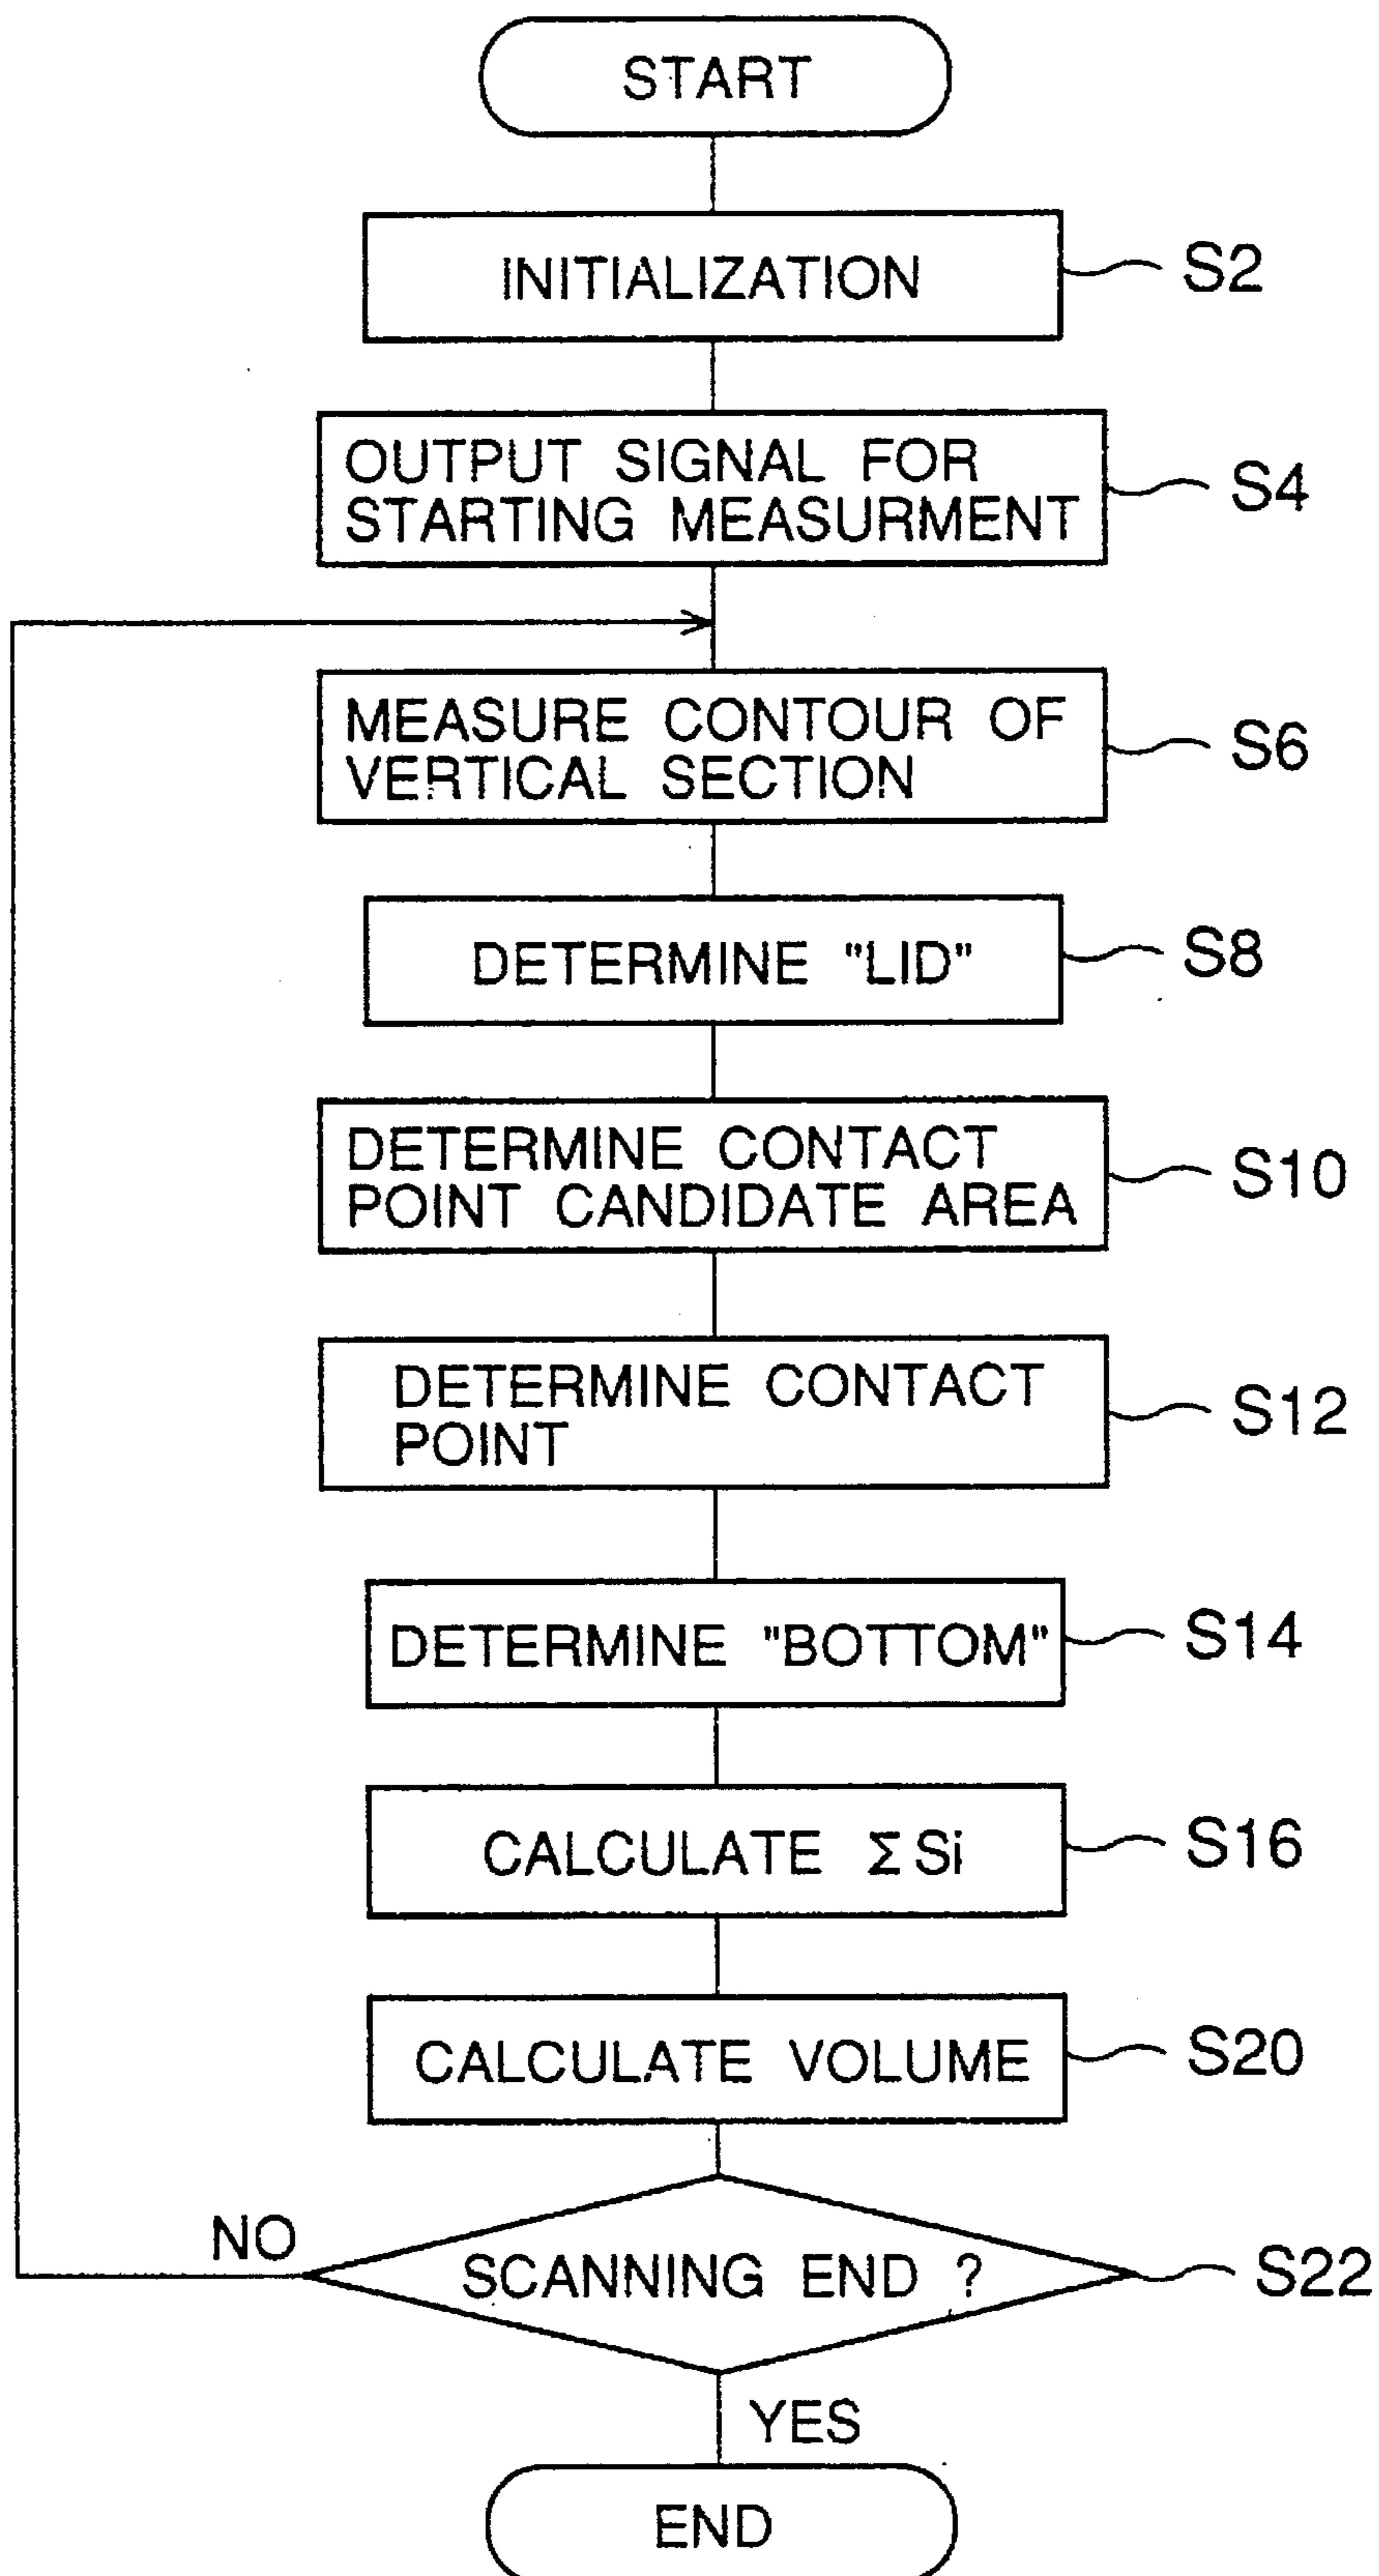 START
INITIALIZATION
S2
OUTPUT SIGNAL FOR
STARTING MEASURMENT
S4
MEASURE CONTOUR OF
VERTICAL SECTION
S6
DETERMINE "LID"
S8
DETERMINE CONTACT
POINT CANDIDATE AREA
S10
DETERMINE CONTACT
POINT
S12
DETERMINE "BOTTOM"
S14
CALCULATE ΣSi
S16
CALCULATE VOLUME
S20
NO
SCANNING END ?
S22
YES
END